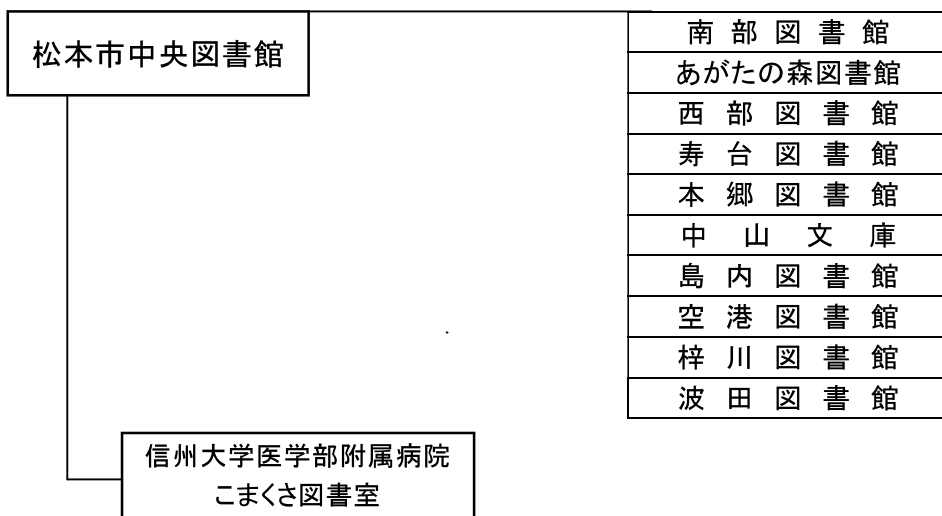 松本市中央図書館
南部図書館
あがたの森図書館
西部図書館
寿台図書館
本郷図書館
中山文庫
島内図書館
空港図書館
梓川図書館
波田図書館
信州大学医学部附属病院
こまくさ図書室